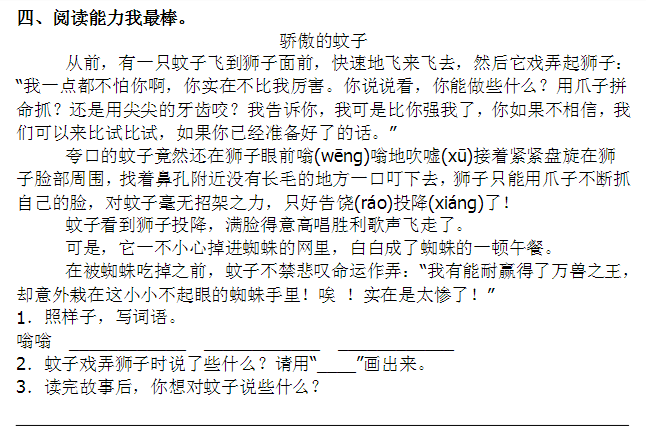 四、阅读能力我最棒。
骄傲的蚊子
从前，有一只蚊子飞到狮子面前，快速地飞来飞去，然后它戏弄起狮子：
“我一点都不怕你啊，你实在不比我厉害。你说说看，你能做些什么？用爪子拼
命抓？还是用尖尖的牙齿咬？我告诉你，我可是比你强我了，你如果不相信，我
们可以来比试比试，如果你已经准备好了的话。”
夸口的蚊子竟然还在狮子眼前嗡(wēng)嗡地吹嘘(xū)接着紧紧盘旋在狮
子脸部周围，找着鼻孔附近没有长毛的地方一口叮下去，狮子只能用爪子不断抓
自己的脸，对蚊子毫无招架之力，只好告饶(ráo)投降(xiáng)了！
蚊子看到狮子投降，满脸得意高唱胜利歌声飞走了。
可是，它一不小心掉进蜘蛛的网里，白白成了蜘蛛的一顿午餐。
在被蜘蛛吃掉之前，蚊子不禁悲叹命运作弄：“我有能耐赢得了万兽之王，
却意外栽在这小小不起眼的蜘蛛手里！唉 ！实在是太惨了！”
1．照样子，写词语。
嗡嗡 ____________ ____________ ____________
2．蚊子戏弄狮子时说了些什么？请用“____”画出来。
3．读完故事后，你想对蚊子说些什么？